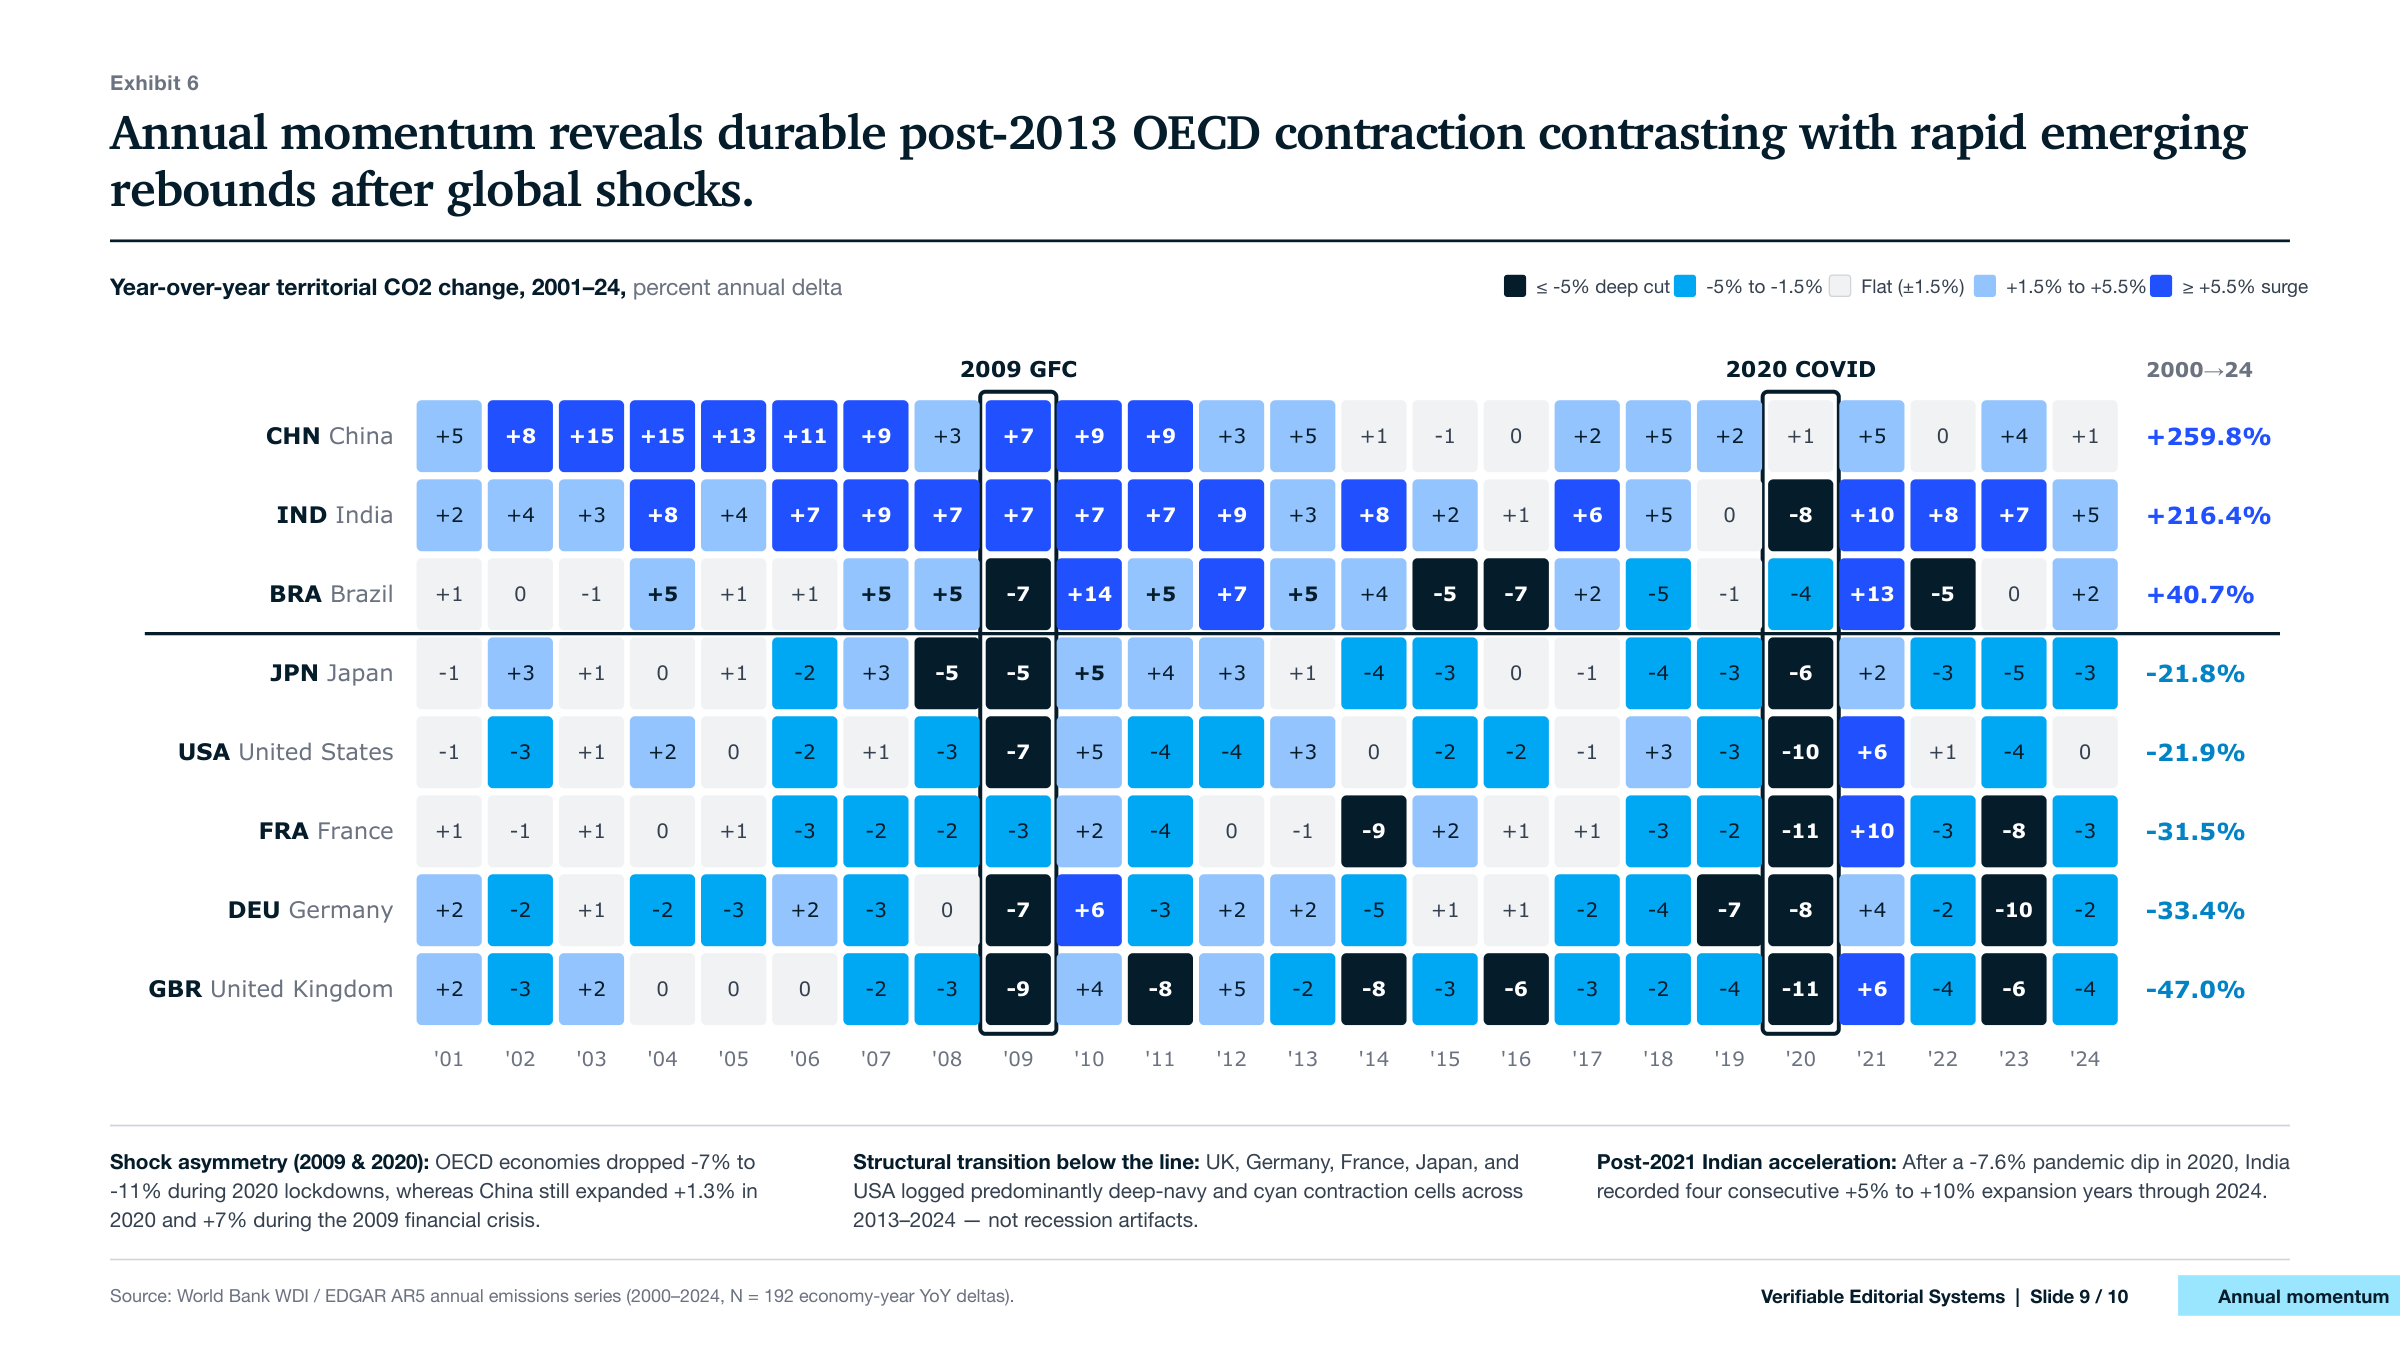 Exhibit 6
Annual momentum reveals durable post-2013 OECD contraction contrasting with rapid emerging
rebounds after global shocks.
Year-over-year territorial CO2 change, 2001–24, percent annual delta
≤ -5% deep cut -5% to -1.5% Flat (±1.5%) +1.5% to +5.5% ≥ +5.5% surge
2009 GFC 2020 COVID 2000→24
CHN China +5 +8 +15 +15 +13 +11 +9 +3 +7 +9 +9 +3 +5 +1 -1 0 +2 +5 +2 +1 +5 0 +4 +1 +259.8%
IND India +2 +4 +3 +8 +4 +7 +9 +7 +7 +7 +7 +9 +3 +8 +2 +1 +6 +5 0 -8 +10 +8 +7 +5 +216.4%
BRA Brazil +1 0 -1 +5 +1 +1 +5 +5 -7 +14 +5 +7 +5 +4 -5 -7 +2 -5 -1 -4 +13 -5 0 +2 +40.7%
JPN Japan -1 +3 +1 0 +1 -2 +3 -5 -5 +5 +4 +3 +1 -4 -3 0 -1 -4 -3 -6 +2 -3 -5 -3 -21.8%
USA United States -1 -3 +1 +2 0 -2 +1 -3 -7 +5 -4 -4 +3 0 -2 -2 -1 +3 -3 -10 +6 +1 -4 0 -21.9%
FRA France +1 -1 +1 0 +1 -3 -2 -2 -3 +2 -4 0 -1 -9 +2 +1 +1 -3 -2 -11 +10 -3 -8 -3 -31.5%
DEU Germany +2 -2 +1 -2 -3 +2 -3 0 -7 +6 -3 +2 +2 -5 +1 +1 -2 -4 -7 -8 +4 -2 -10 -2 -33.4%
GBR United Kingdom +2 -3 +2 0 0 0 -2 -3 -9 +4 -8 +5 -2 -8 -3 -6 -3 -2 -4 -11 +6 -4 -6 -4 -47.0%
'01 '02 '03 '04 '05 '06 '07 '08 '09 '10 '11 '12 '13 '14 '15 '16 '17 '18 '19 '20 '21 '22 '23 '24
Shock asymmetry (2009 & 2020): OECD economies dropped -7% to
-11% during 2020 lockdowns, whereas China still expanded +1.3% in
2020 and +7% during the 2009 financial crisis.
Structural transition below the line: UK, Germany, France, Japan, and
USA logged predominantly deep-navy and cyan contraction cells across
2013–2024 — not recession artifacts.
Post-2021 Indian acceleration: After a -7.6% pandemic dip in 2020, India
recorded four consecutive +5% to +10% expansion years through 2024.
Source: World Bank WDI / EDGAR AR5 annual emissions series (2000–2024, N = 192 economy-year YoY deltas).
Verifiable Editorial Systems | Slide 9 / 10
Annual momentum